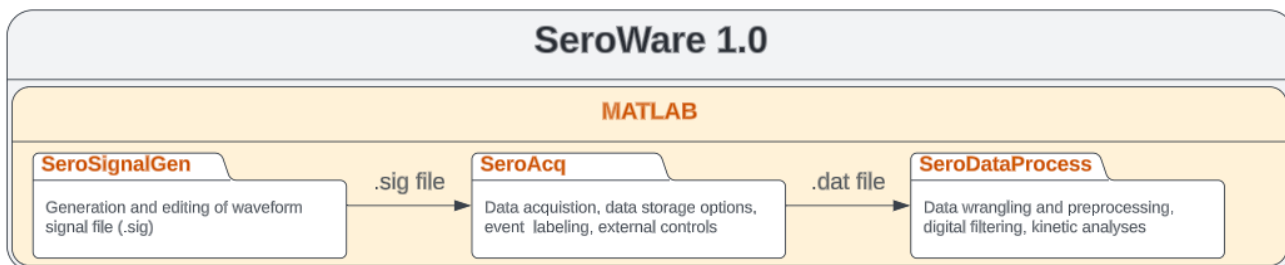 SeroWare 1.0
MATLAB
SeroSignalGen
Generation and editing of waveform
signal file (.sig)
.sig file
SeroAcq
Data acquistion, data storage options,
event labeling, external controls
.dat file
SeroDataProcess
Data wrangling and preprocessing,
digital filtering, kinetic analyses